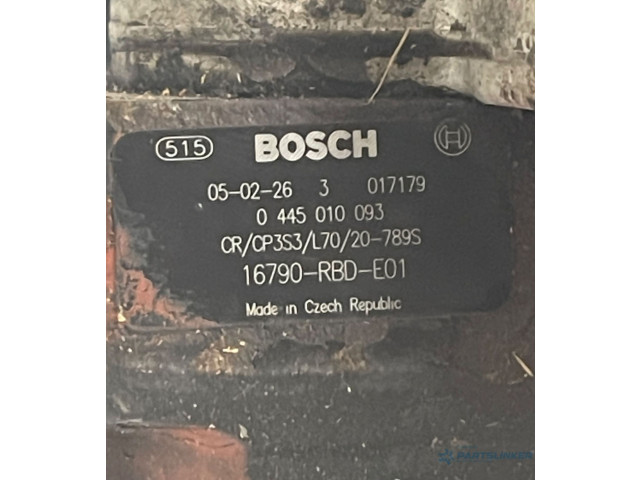 515 BOSCH
05-02-26 3 017179
0 445 010 093
CR/CP3S3/L70/20-789S
16790-RBD-E01
Made in Czech Republic
PARTSLINKER